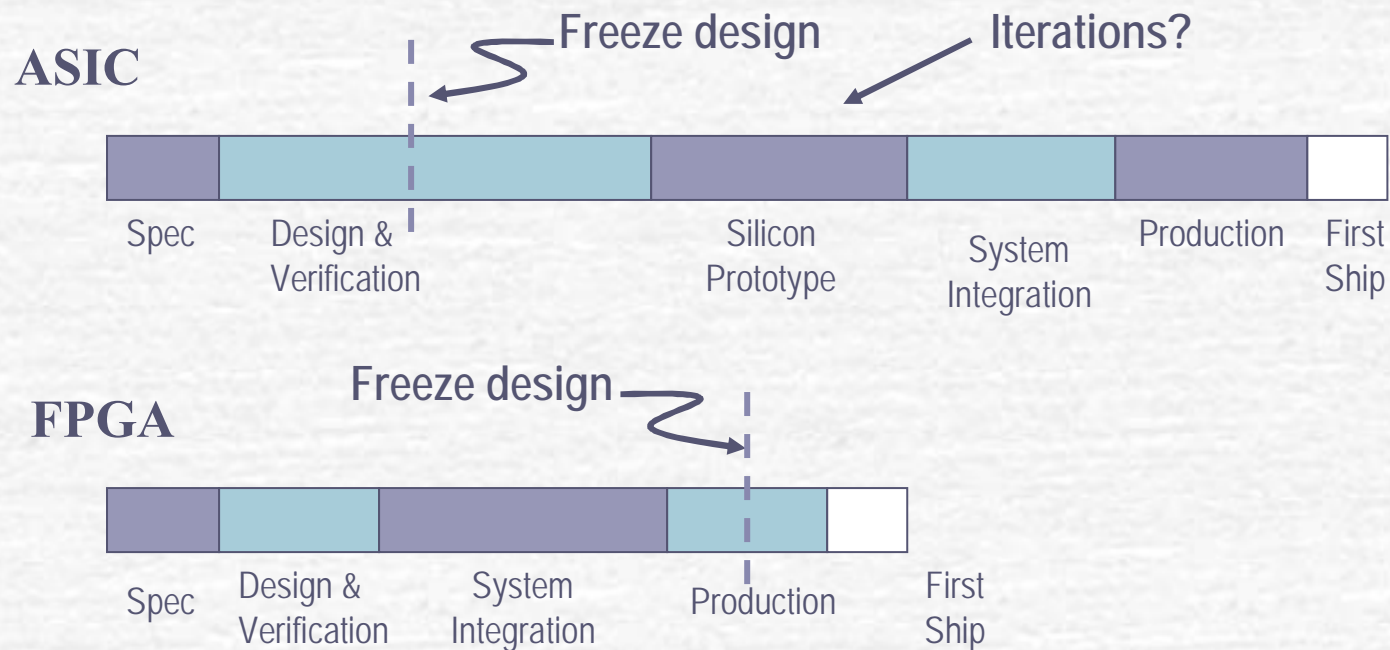 Freeze design
Iterations?
ASIC
Spec
Design &
Verification
Silicon
Prototype
System
Integration
Production
First
Ship
Freeze design
FPGA
Spec
Design &
Verification
System
Integration
Production
First
Ship